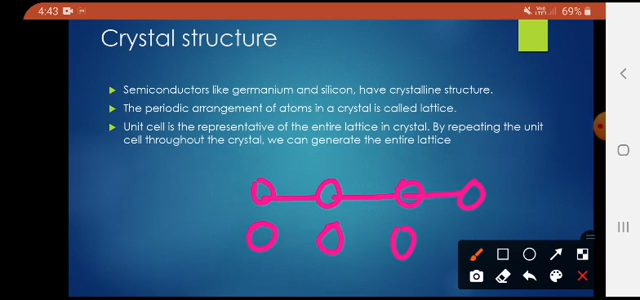 4:43
69%
Crystal structure
Semiconductors like germanium and silicon, have crystalline structure.
The periodic arrangement of atoms in a crystal is called lattice.
Unit cell is the representative of the entire lattice in crystal. By repeating the unit
cell throughout the crystal, we can generate the entire lattice